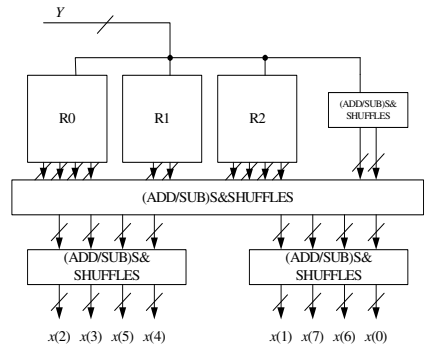 Y
R0 R1 R2
(ADD/SUB)S&
SHUFFLES
(ADD/SUB)S&SHUFFLES
(ADD/SUB)S&
SHUFFLES
(ADD/SUB)S&
SHUFFLES
x(2) x(3) x(5) x(4) x(1) x(7) x(6) x(0)